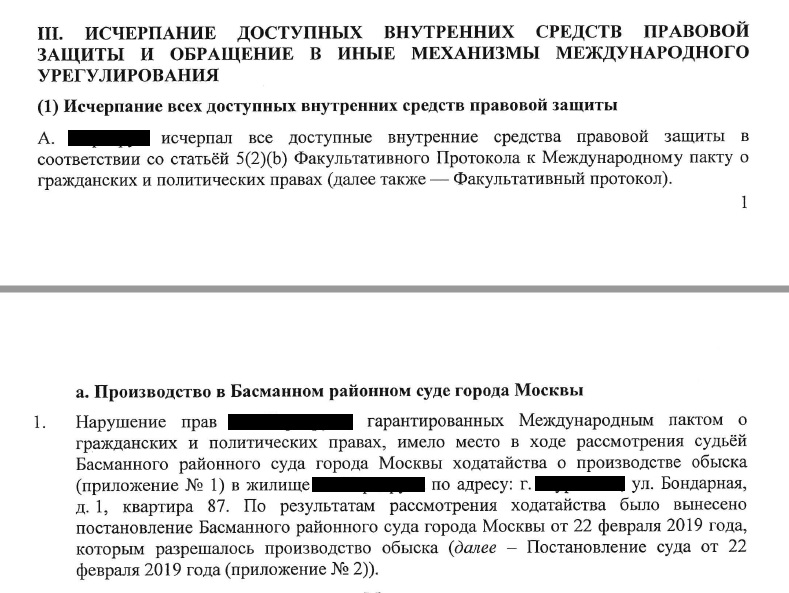 III. ИСЧЕРПАНИЕ ДОСТУПНЫХ ВНУТРЕННИХ СРЕДСТВ ПРАВОВОЙ
ЗАЩИТЫ И ОБРАЩЕНИЕ В ИНЫЕ МЕХАНИЗМЫ МЕЖДУНАРОДНОГО
УРЕГУЛИРОВАНИЯ
(1) Исчерпание всех доступных внутренних средств правовой защиты
А. исчерпал все доступные внутренние средства правовой защиты в
соответствии со статьёй 5(2)(b) Факультативного Протокола к Международному пакту о
гражданских и политических правах (далее также — Факультативный протокол).
1
а. Производство в Басманном районном суде города Москвы
1. Нарушение прав гарантированных Международным пактом о
гражданских и политических правах, имело место в ходе рассмотрения судьёй
Басманного районного суда города Москвы ходатайства о производстве обыска
(приложение № 1) в жилище по адресу: г. ул. Бондарная,
д. 1, квартира 87. По результатам рассмотрения ходатайства было вынесено
постановление Басманного районного суда города Москвы от 22 февраля 2019 года,
которым разрешалось производство обыска (далее – Постановление суда от 22
февраля 2019 года (приложение № 2)).